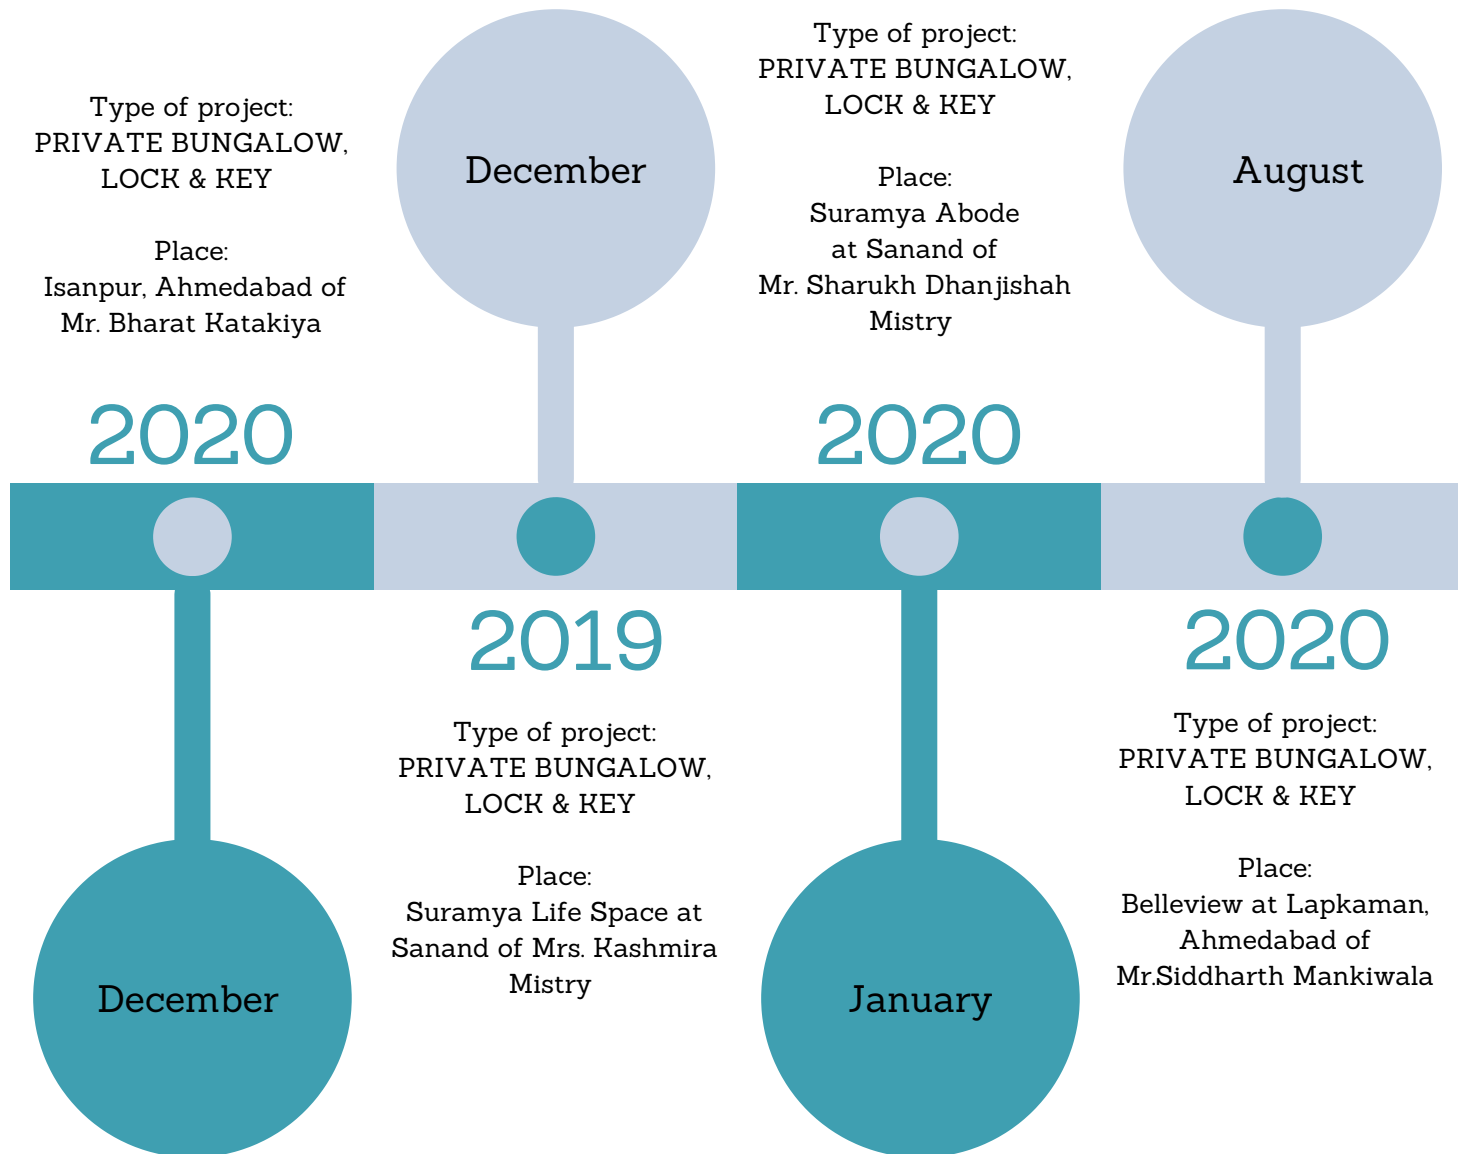 Type of project:
PRIVATE BUNGALOW,
LOCK & KEY
Place:
Isanpur, Ahmedabad of
Mr. Bharat Katakiya
2020
December
December
2019
Type of project:
PRIVATE BUNGALOW,
LOCK & KEY
Place:
Suramya Life Space at
Sanand of Mrs. Kashmira
Mistry
Type of project:
PRIVATE BUNGALOW,
LOCK & KEY
Place:
Suramya Abode
at Sanand of
Mr. Sharukh Dhanjishah
Mistry
2020
January
August
2020
Type of project:
PRIVATE BUNGALOW,
LOCK & KEY
Place:
Belleview at Lapkaman,
Ahmedabad of
Mr.Siddharth Mankiwala